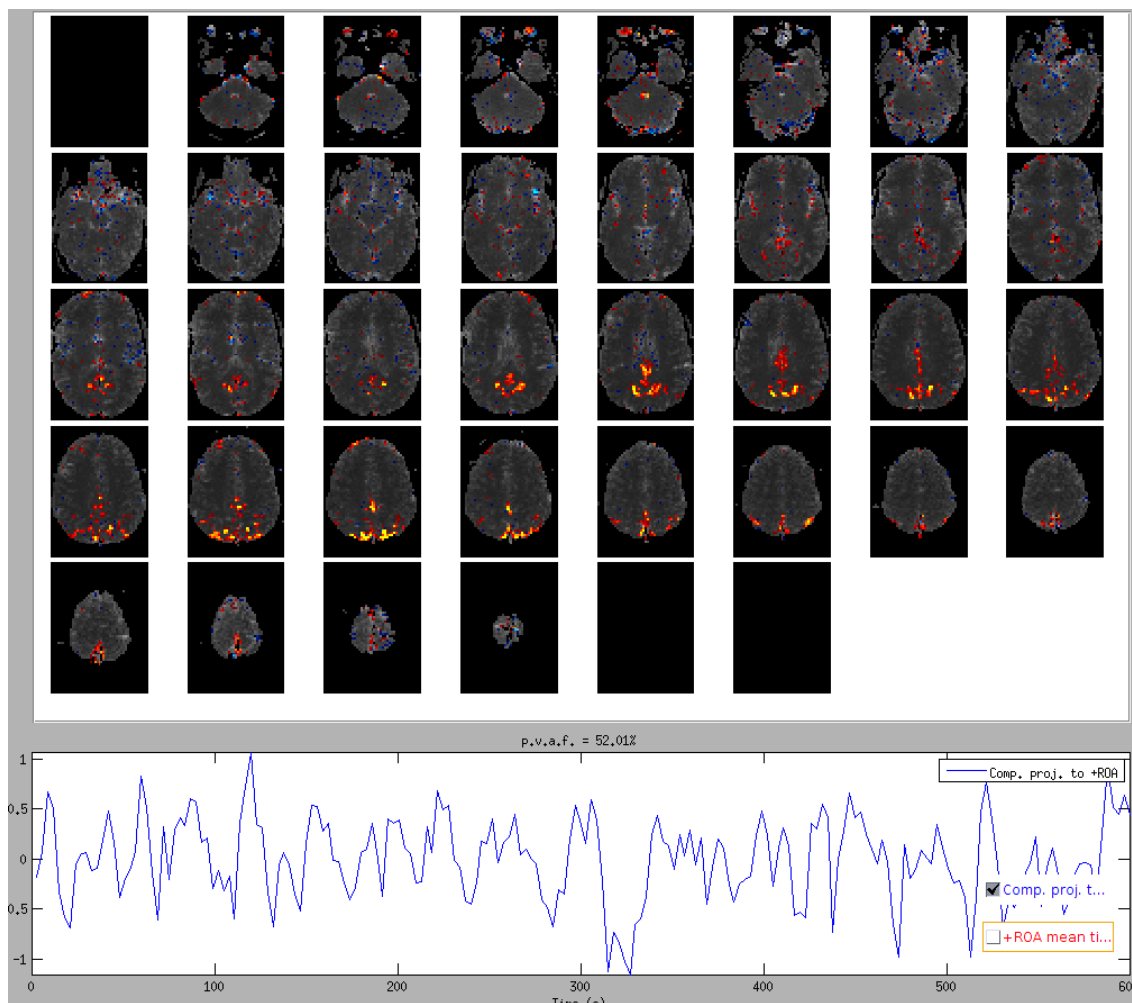 p.v.a.f. = 52.01%
1
0.5
0
0.5
-1
Comp. proj. to +ROA
Comp. proj. t...
+ROA mean ti...
0
100
200
300
400
500
60
Time (s)